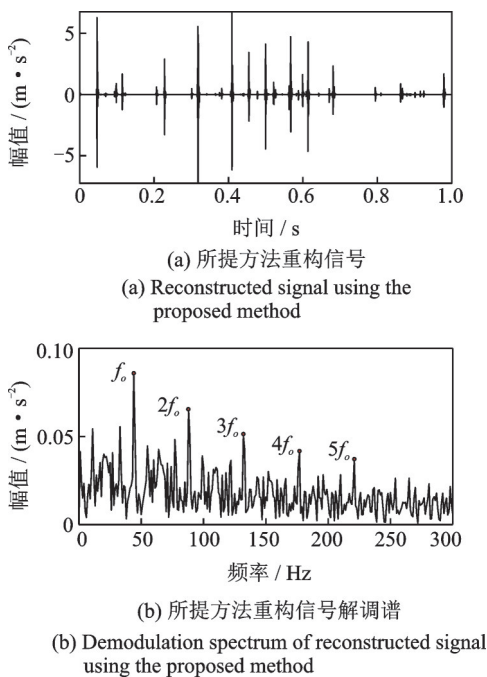 5
0
−5
幅值 / (m • s⁻²)
0 0.2 0.4 0.6 0.8 1.0
时间 / s
(a) 所提方法重构信号
(a) Reconstructed signal using the
proposed method
0.10
0.05
0
幅值 / (m • s⁻²)
fₒ
2fₒ
3fₒ
4fₒ
5fₒ
0 50 100 150 200 250 300
频率 / Hz
(b) 所提方法重构信号解调谱
(b) Demodulation spectrum of reconstructed signal
using the proposed method